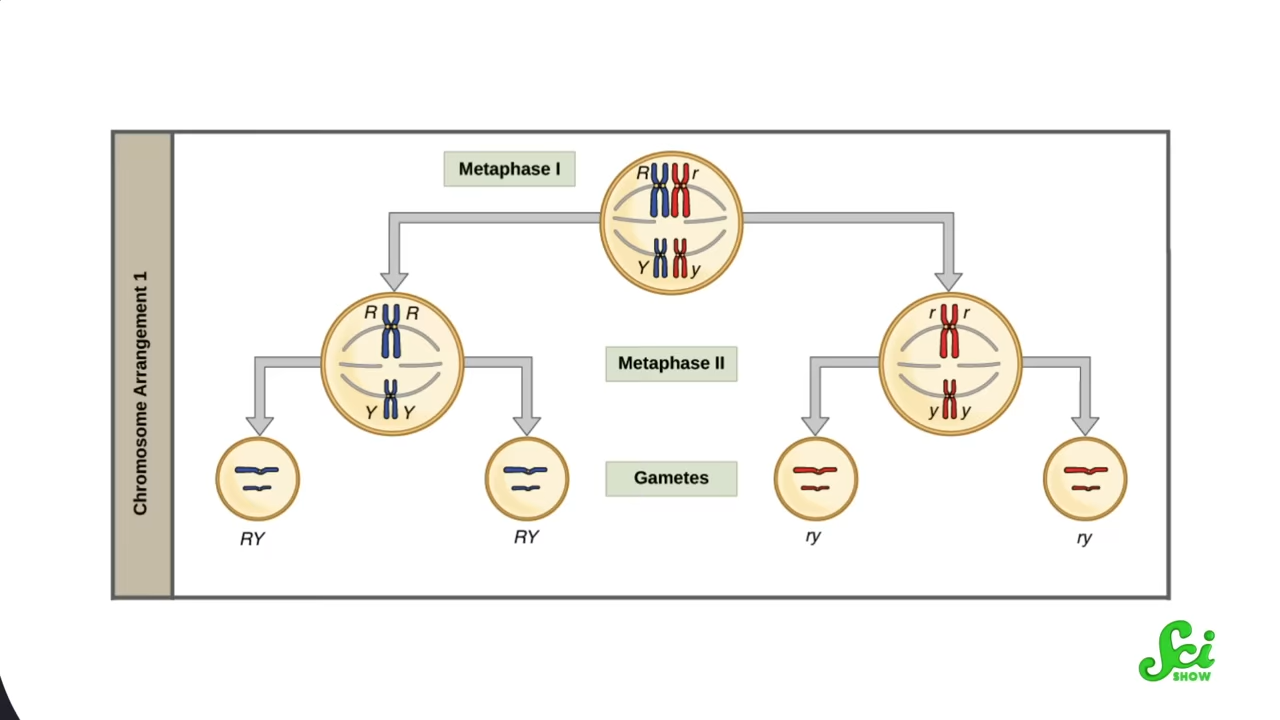 Chromosome Arrangement 1
Metaphase I
R r
Y y
R R
Y Y
r r
y y
Metaphase II
Gametes
RY
RY
ry
ry
Sci
SHOW